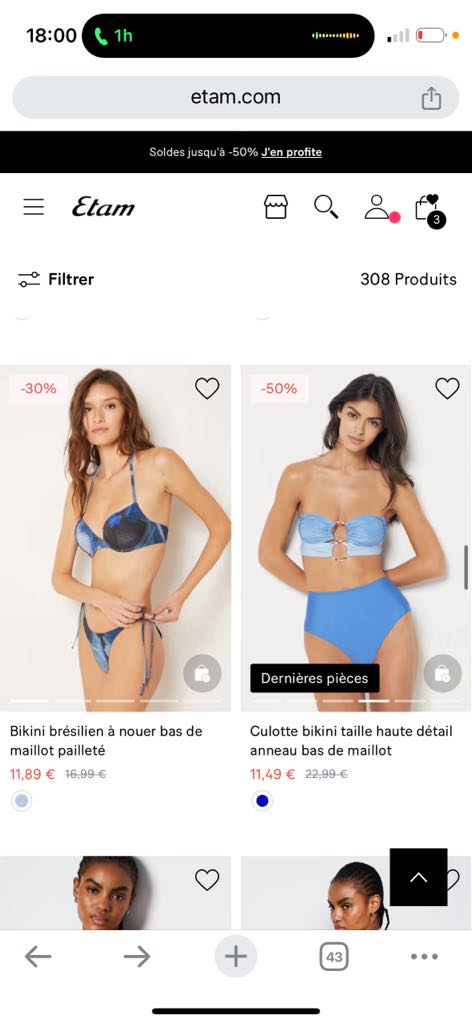 18:00
1h
etam.com
Soldes jusqu'à -50% J'en profite
Etam
3
Filtrer
308 Produits
-30%
-50%
Dernières pièces
Bikini brésilien à nouer bas de
maillot pailleté
11,89 € 16,99 €
Culotte bikini taille haute détail
anneau bas de maillot
11,49 € 22,99 €
43